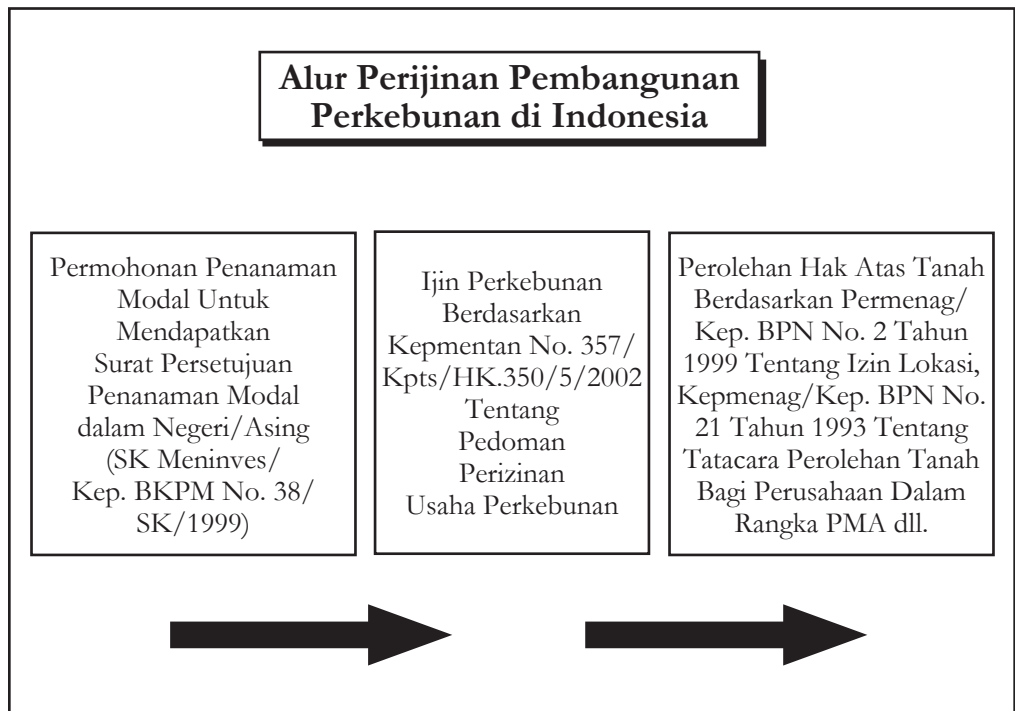 Alur Perijinan Pembangunan
Perkebunan di Indonesia
Permohonan Penanaman
Modal Untuk
Mendapatkan
Surat Persetujuan
Penanaman Modal
dalam Negeri/Asing
(SK Meninves/
Kep. BKPM No. 38/
SK/1999)
Ijin Perkebunan
Berdasarkan
Kepmentan No. 357/
Kpts/HK.350/5/2002
Tentang
Pedoman
Perizinan
Usaha Perkebunan
Perolehan Hak Atas Tanah
Berdasarkan Permenag/
Kep. BPN No. 2 Tahun
1999 Tentang Izin Lokasi,
Kepmenag/Kep. BPN No.
21 Tahun 1993 Tentang
Tatacara Perolehan Tanah
Bagi Perusahaan Dalam
Rangka PMA dll.